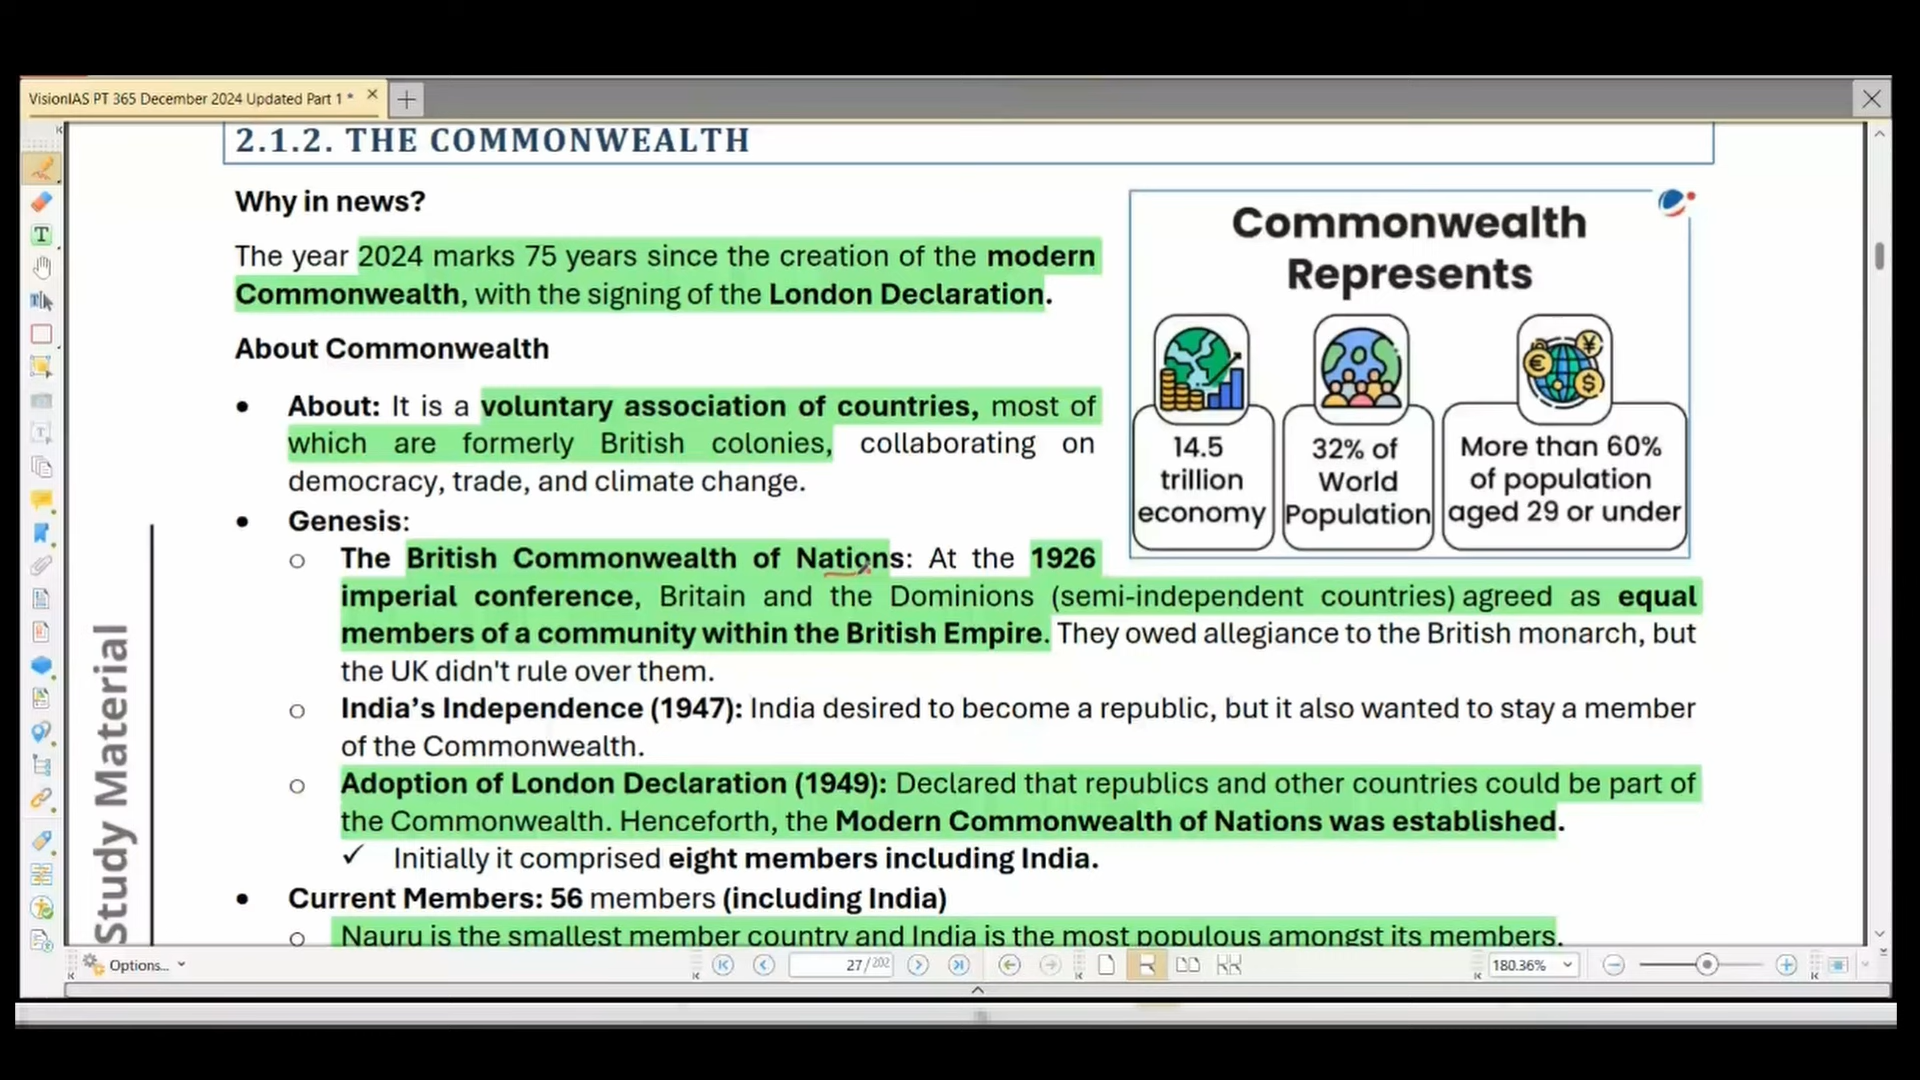 VisionIAS PT 365 December 2024 Updated Part 1 *
2.1.2. THE COMMONWEALTH
Why in news?
The year 2024 marks 75 years since the creation of the modern
Commonwealth, with the signing of the London Declaration.
About Commonwealth
• About: It is a voluntary association of countries, most of
which are formerly British colonies, collaborating on
democracy, trade, and climate change.
• Genesis:
Commonwealth
Represents
14.5
trillion
economy
32% of
World
Population
More than 60%
of population
aged 29 or under
○ The British Commonwealth of Nations: At the 1926
imperial conference, Britain and the Dominions (semi-independent countries) agreed as equal
members of a community within the British Empire. They owed allegiance to the British monarch, but
the UK didn't rule over them.
○ India's Independence (1947): India desired to become a republic, but it also wanted to stay a member
of the Commonwealth.
○ Adoption of London Declaration (1949): Declared that republics and other countries could be part of
the Commonwealth. Henceforth, the Modern Commonwealth of Nations was established.
✓ Initially it comprised eight members including India.
• Current Members: 56 members (including India)
○ Nauru is the smallest member country and India is the most populous amongst its members.
Study Material
Options...
27 / 202
180.36%